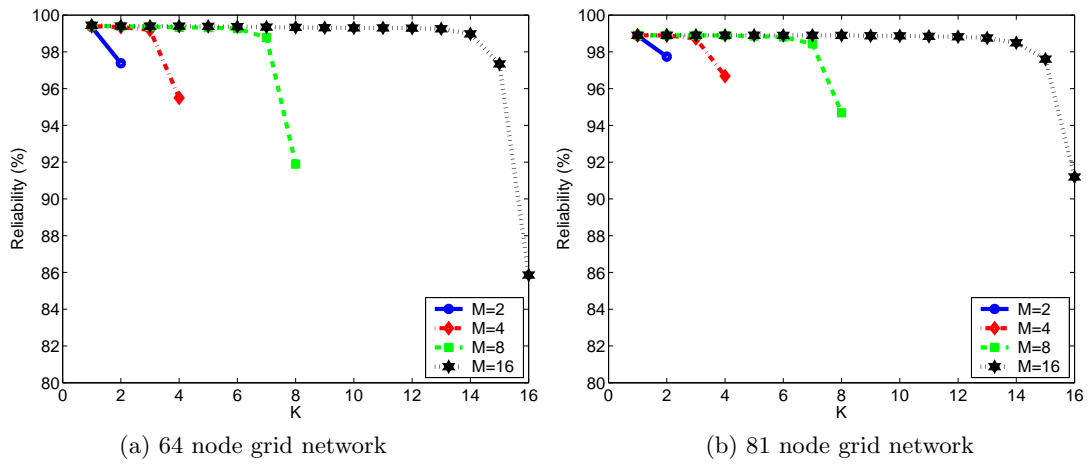 100
98
96
94
92
90
88
86
84
82
80
Reliability (%)
0 2 4 6 8 10 12 14 16
K
M=2
M=4
M=8
M=16
(a) 64 node grid network
100
98
96
94
92
90
88
86
84
82
80
Reliability (%)
0 2 4 6 8 10 12 14 16
K
M=2
M=4
M=8
M=16
(b) 81 node grid network